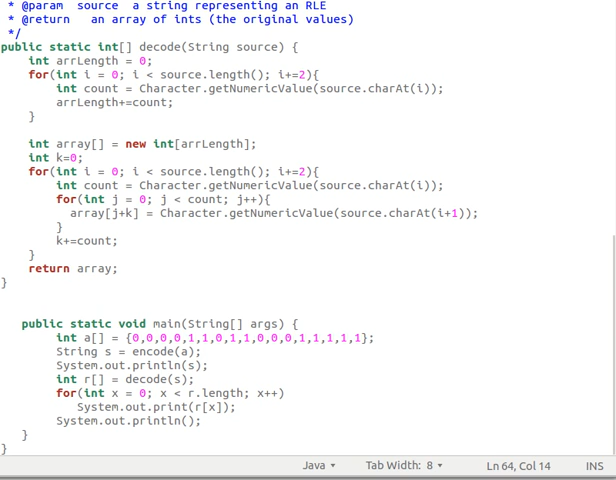 * @param source a string representing an RLE
* @return an array of ints (the original values)
*/
public static int[] decode(String source) {
int arrLength = 0;
for(int i = 0; i < source.length(); i+=2){
int count = Character.getNumericValue(source.charAt(i));
arrLength+=count;
}
int array[] = new int[arrLength];
int k=0;
for(int i = 0; i < source.length(); i+=2){
int count = Character.getNumericValue(source.charAt(i));
for(int j = 0; j < count; j++){
array[j+k] = Character.getNumericValue(source.charAt(i+1));
}
k+=count;
}
return array;
}
public static void main(String[] args) {
int a[] = {0,0,0,0,1,1,0,1,1,0,0,0,1,1,1,1,1};
String s = encode(a);
System.out.println(s);
int r[] = decode(s);
for(int x = 0; x < r.length; x++)
System.out.print(r[x]);
System.out.println();
}
}
Java Tab Width: 8 Ln 64, Col 14 INS